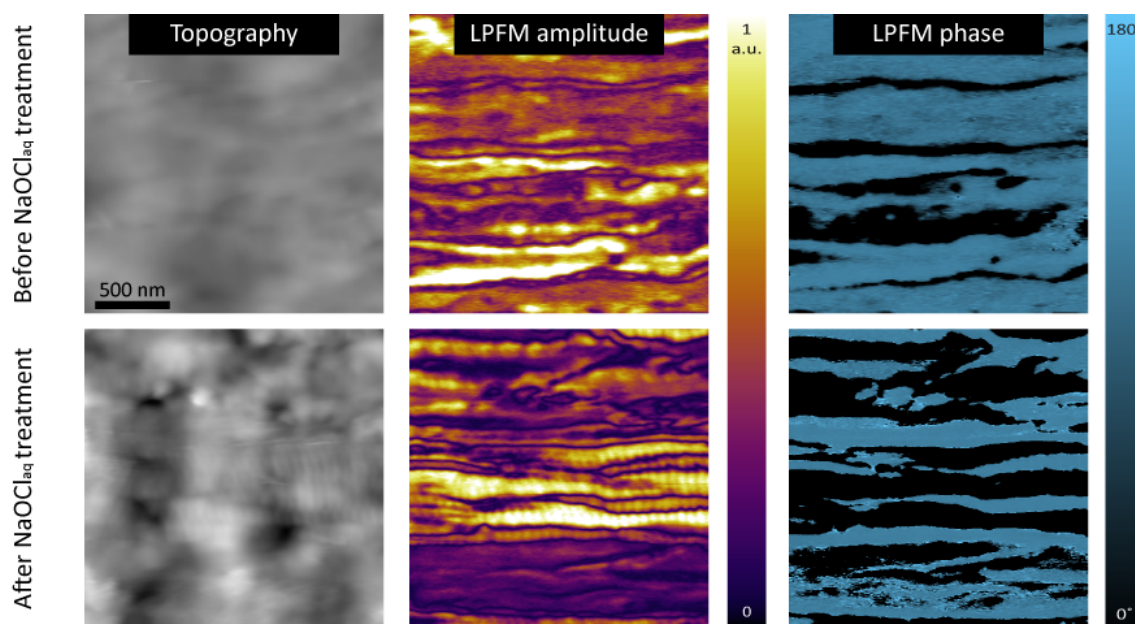 Topography
LPFM amplitude
LPFM phase
1
a.u.
180
Before NaOClaq treatment
500 nm
After NaOClaq treatment
0
0°